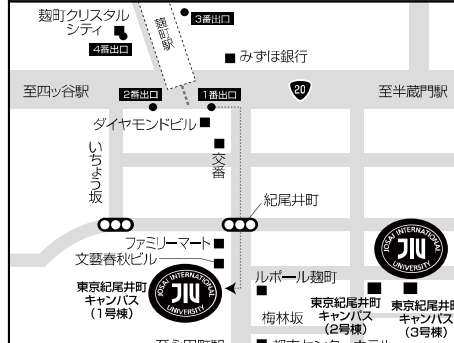 麹町クリスタル
シティ
4番出口
麹町駅
3番出口
みずほ銀行
至四ッ谷駅
2番出口
1番出口
20
至半蔵門駅
ダイヤモンドビル
いちょう坂
交番
紀尾井町
ファミリーマート
文藝春秋ビル
東京紀尾井町
キャンパス
(1号棟)
JOSAI INTERNATIONAL
JIU
UNIVERSITY
ルポール麹町
梅林坂
JOSAI INTERNATIONAL
JIU
UNIVERSITY
東京紀尾井町
キャンパス
(2号棟)
東京紀尾井町
キャンパス
(3号棟)